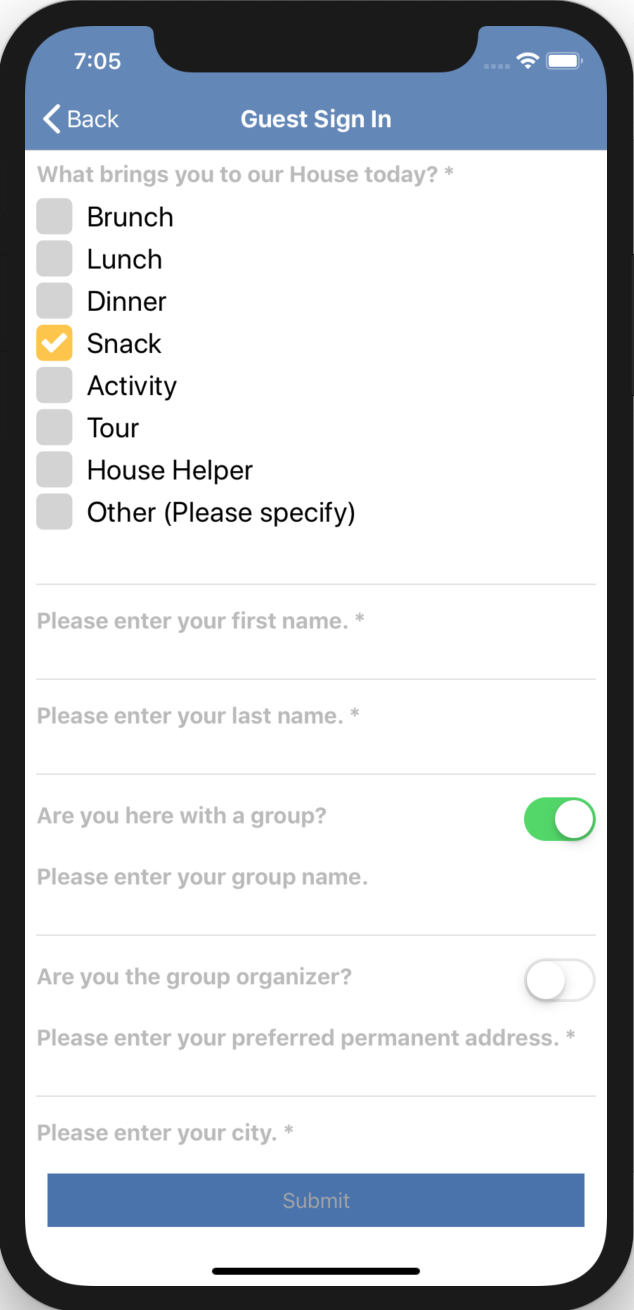 7:05
Back
Guest Sign In
What brings you to our House today? *
Brunch
Lunch
Dinner
Snack
Activity
Tour
House Helper
Other (Please specify)
Please enter your first name. *
Please enter your last name. *
Are you here with a group?
Please enter your group name.
Are you the group organizer?
Please enter your preferred permanent address. *
Please enter your city. *
Submit